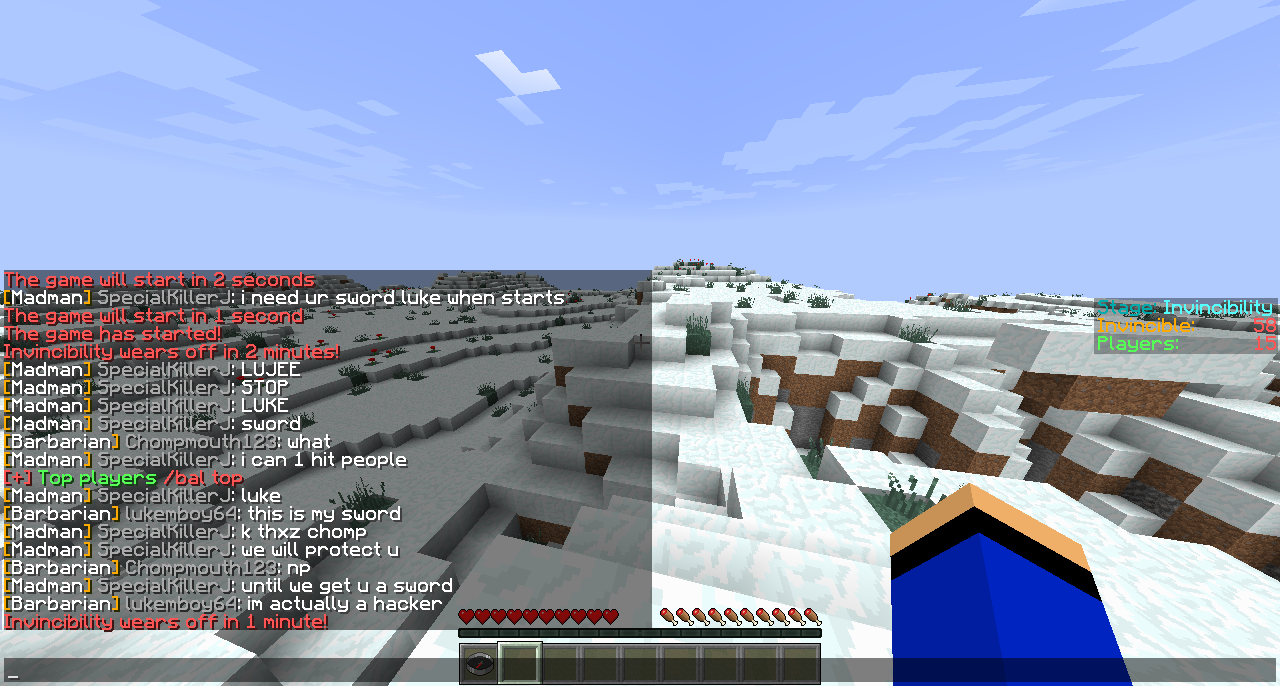 The game will start in 2 seconds
[Madman] SpecialKillerJ: i need ur sword luke when starts
The game will start in 1 second
The game has started!
Invincibility wears off in 2 minutes!
[Madman] SpecialKillerJ: LUJEE
[Madman] SpecialKillerJ: STOP
[Madman] SpecialKillerJ: LUKE
[Madman] SpecialKillerJ: sword
[Barbarian] Chompmouth123: what
[Madman] SpecialKillerJ: i can 1 hit people
[+] Top players /bal top
[Madman] SpecialKillerJ: luke
[Barbarian] lukemboy64: this is my sword
[Madman] SpecialKillerJ: k thxz chomp
[Madman] SpecialKillerJ: we will protect u
[Barbarian] Chompmouth123: np
[Madman] SpecialKillerJ: until we get u a sword
[Barbarian] lukemboy64: im actually a hacker
Invincibility wears off in 1 minute!
_
Stage: Invincibility
Invincible: 58
Players: 15